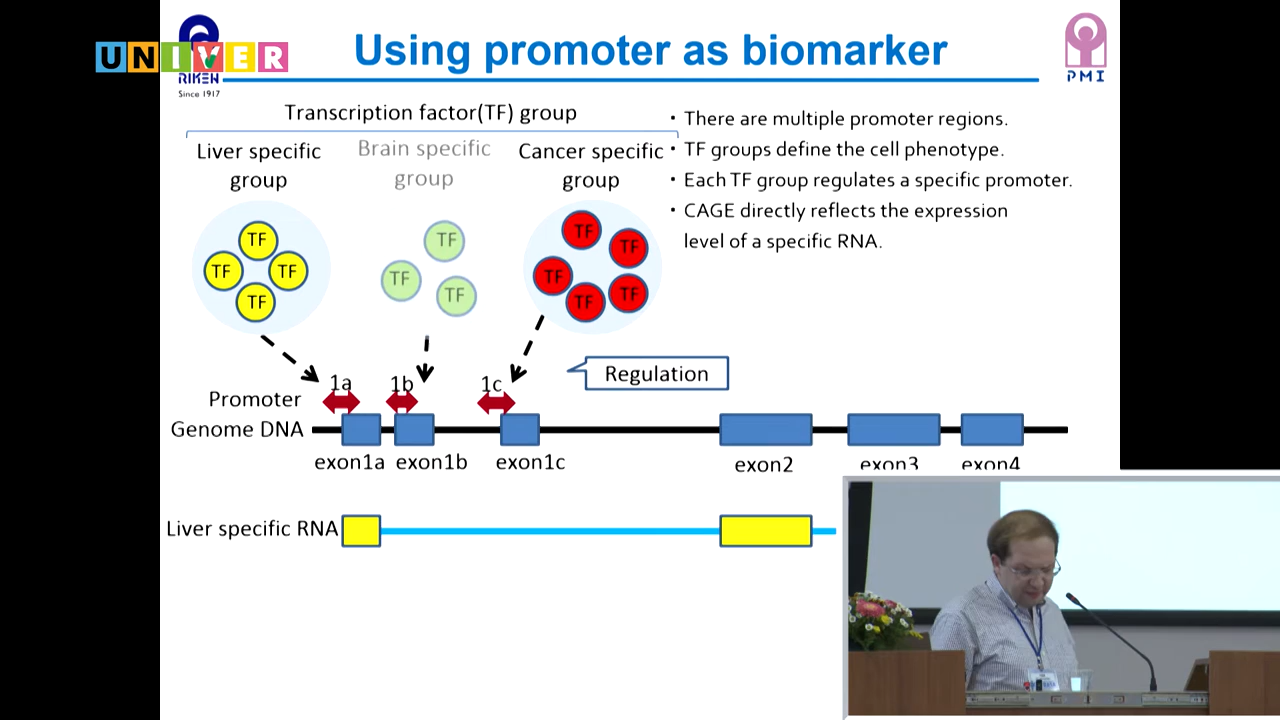 UNIVER
RIKEN
Since 1917
Using promoter as biomarker
PMI
Transcription factor(TF) group
Liver specific
group
Brain specific
group
Cancer specific
group
TF
TF
TF
TF
TF
TF
TF
TF
TF
TF
TF
TF
・There are multiple promoter regions.
・TF groups define the cell phenotype.
・Each TF group regulates a specific promoter.
・CAGE directly reflects the expression
level of a specific RNA.
Regulation
1a 1b 1c
Promoter
Genome DNA
exon1a exon1b exon1c exon2 exon3 exon4
Liver specific RNA